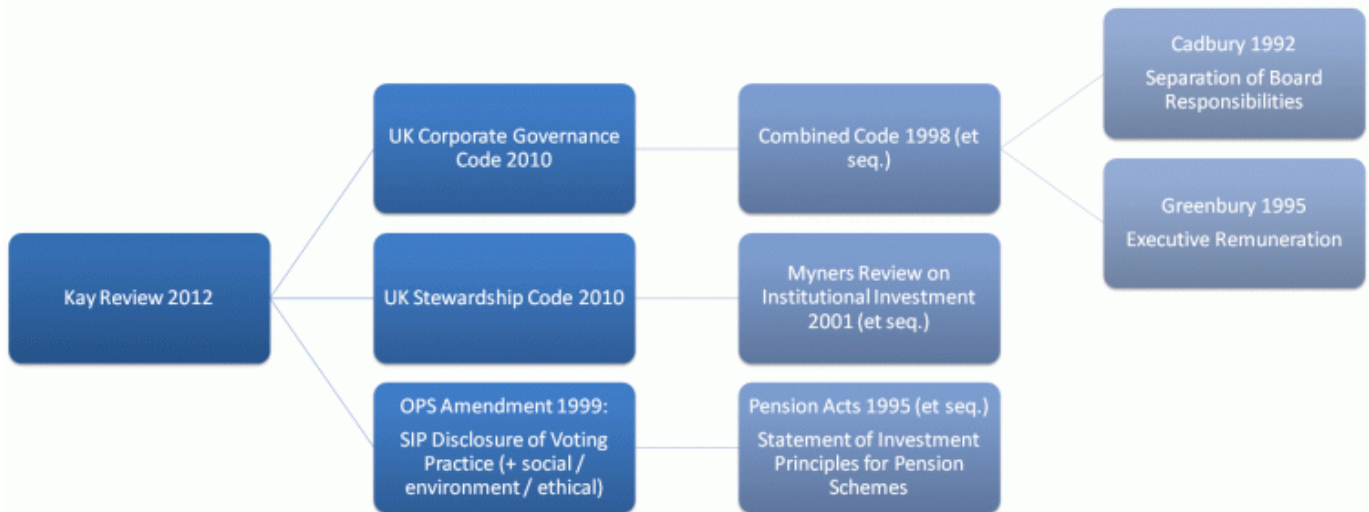 Kay Review 2012
UK Corporate Governance
Code 2010
UK Stewardship Code 2010
OPS Amendment 1999:
SIP Disclosure of Voting
Practice (+ social /
environment / ethical)
Combined Code 1998 (et
seq.)
Myners Review on
Institutional Investment
2001 (et seq.)
Pension Acts 1995 (et seq.)
Statement of Investment
Principles for Pension
Schemes
Cadbury 1992
Separation of Board
Responsibilities
Greenbury 1995
Executive Remuneration